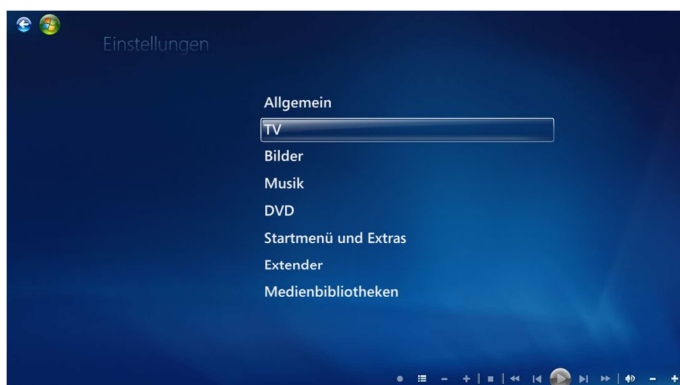 Einstellungen
Allgemein
TV
Bilder
Musik
DVD
Startmenü und Extras
Extender
Medienbibliotheken